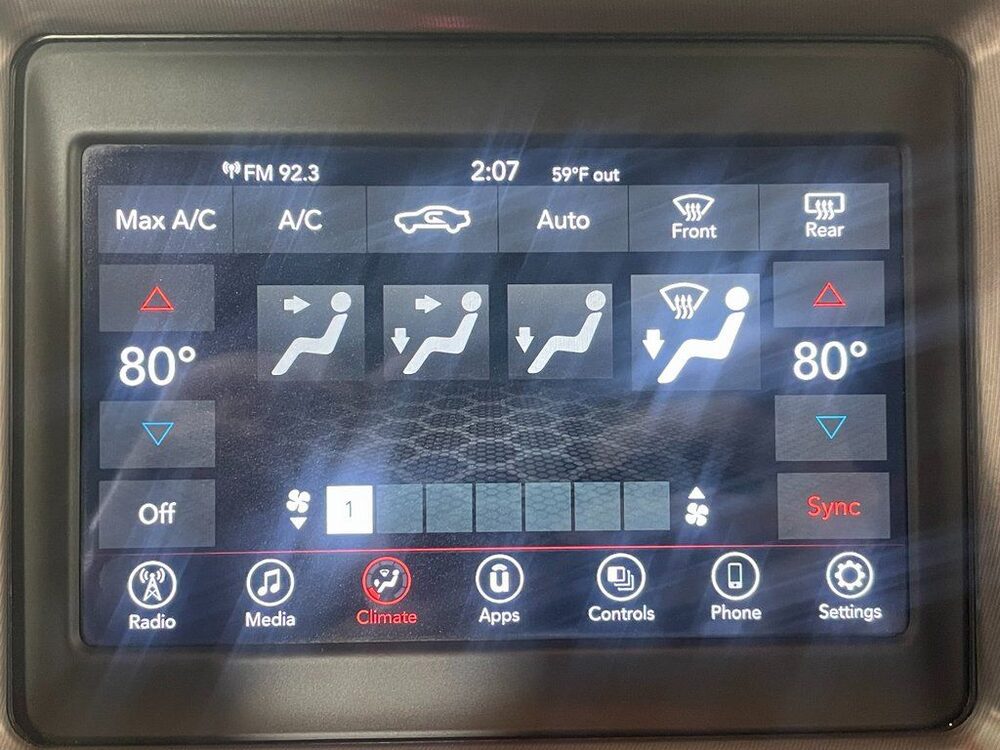 FM 92.3 2:07 59°F out
Max A/C A/C Auto Front Rear
80° 80°
1
Off Sync
Radio Media Climate Apps Controls Phone Settings